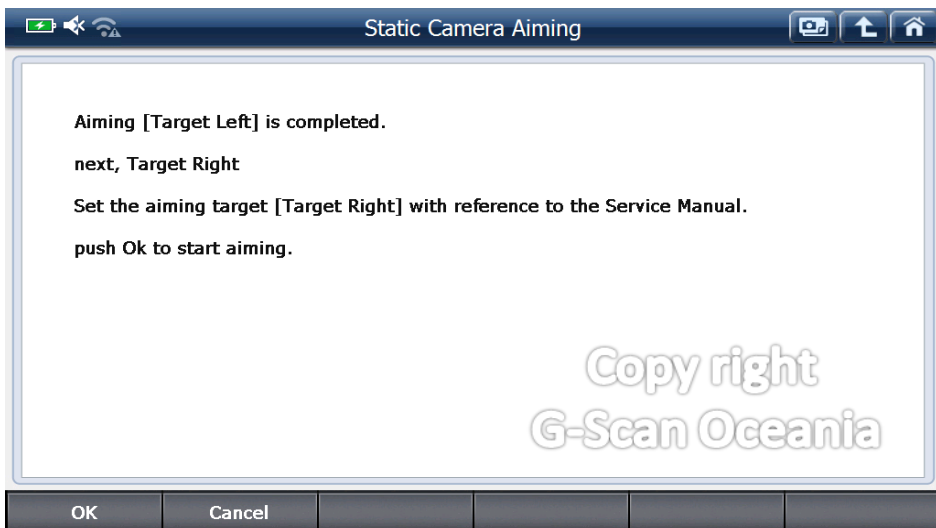 Static Camera Aiming
Aiming [Target Left] is completed.
next, Target Right
Set the aiming target [Target Right] with reference to the Service Manual.
push Ok to start aiming.
Copy right
G-Scan Oceania
OK Cancel